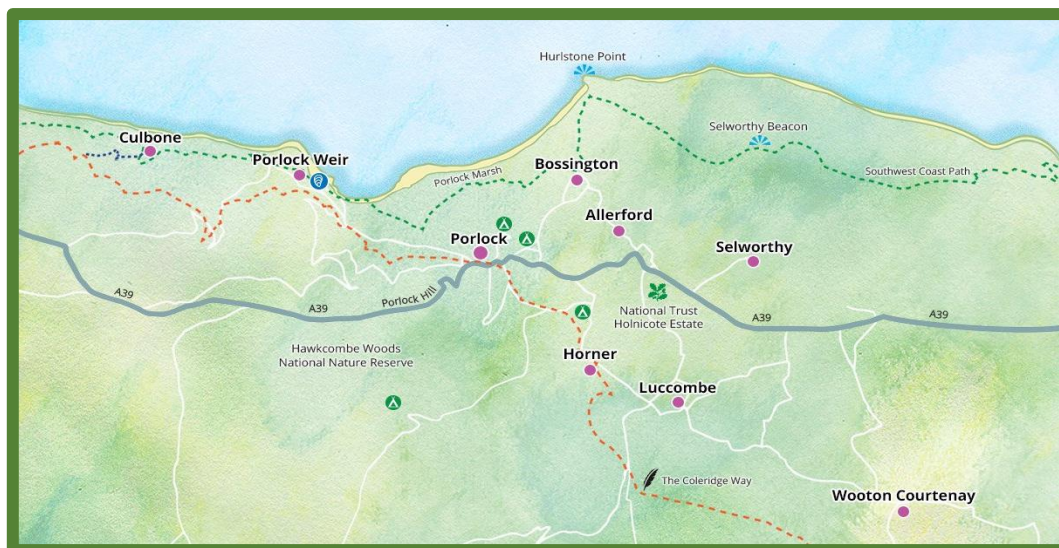 Hurlstone Point
Selworthy Beacon
Culbone
Porlock Weir
Bossington
Porlock Marsh
Southwest Coast Path
Allerford
Porlock
Selworthy
A39
Porlock Hill
A39
National Trust
Holnicote Estate
A39
A39
Hawkcombe Woods
National Nature Reserve
Horner
Luccombe
The Coleridge Way
Wooton Courtenay